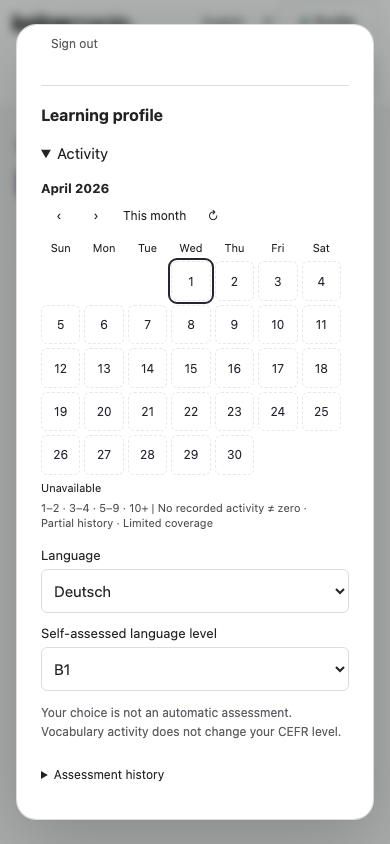 Sign out
Learning profile
▼ Activity
April 2026
‹ › This month ↻
Sun Mon Tue Wed Thu Fri Sat
1 2 3 4
5 6 7 8 9 10 11
12 13 14 15 16 17 18
19 20 21 22 23 24 25
26 27 28 29 30
Unavailable
1–2 · 3–4 · 5–9 · 10+ | No recorded activity ≠ zero ·
Partial history · Limited coverage
Language
Deutsch
Self-assessed language level
B1
Your choice is not an automatic assessment.
Vocabulary activity does not change your CEFR level.
▶ Assessment history